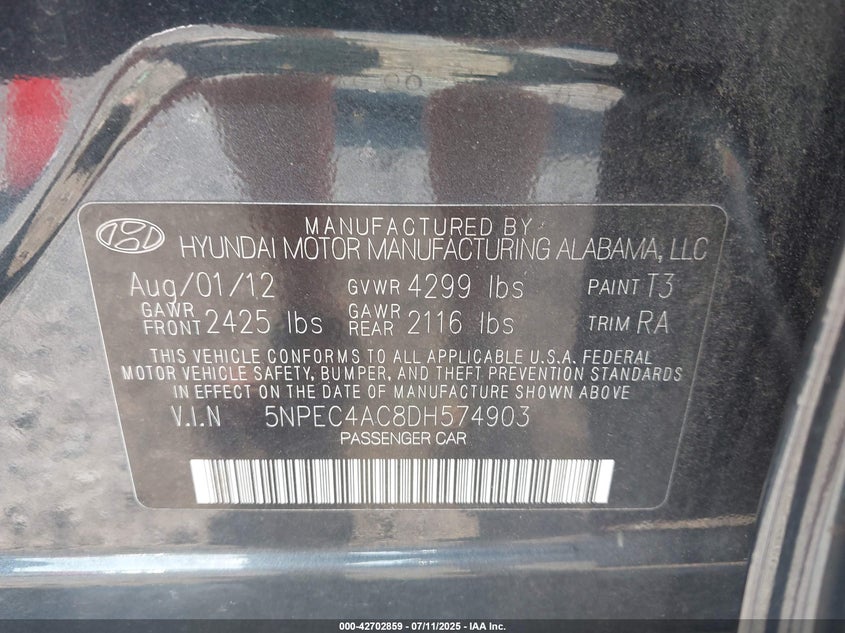 MANUFACTURED BY
HYUNDAI MOTOR MANUFACTURING ALABAMA, LLC
Aug/01/12 GVWR 4299 lbs PAINT T3
GAWR FRONT 2425 lbs GAWR REAR 2116 lbs TRIM RA
THIS VEHICLE CONFORMS TO ALL APPLICABLE U.S.A. FEDERAL
MOTOR VEHICLE SAFETY, BUMPER, AND THEFT PREVENTION STANDARDS
IN EFFECT ON THE DATE OF MANUFACTURE SHOWN ABOVE
V.I.N 5NPEC4AC8DH574903
PASSENGER CAR
000-42702859 - 07/11/2025 - IAA Inc.